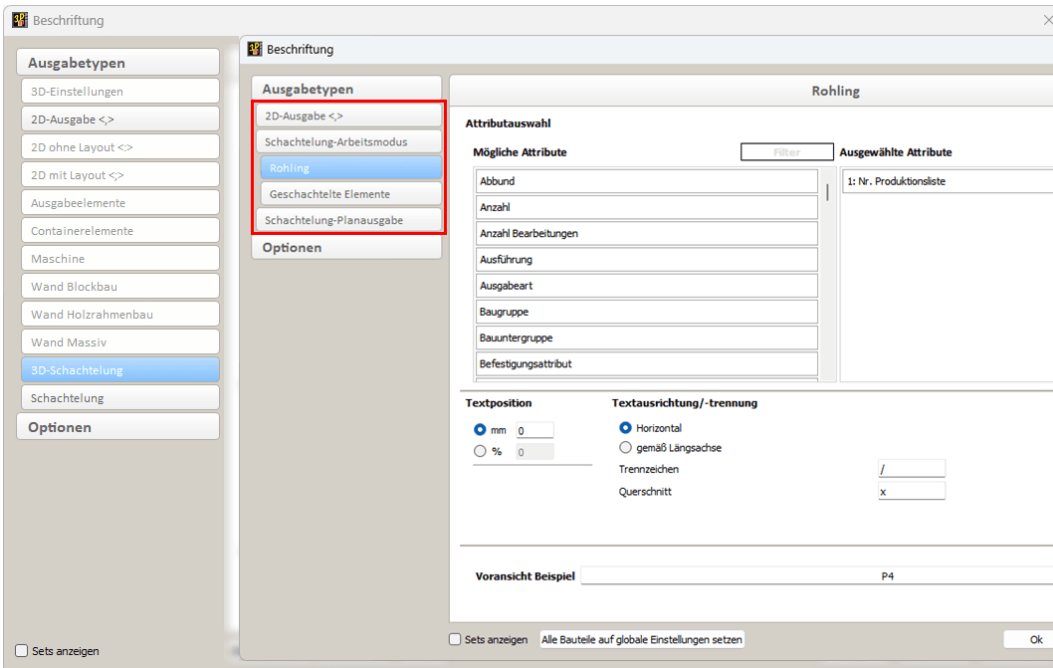 Beschriftung
Ausgabetypen
3D-Einstellungen
2D-Ausgabe <,>
2D ohne Layout <:>
2D mit Layout <;>
Ausgabeelemente
Containerelemente
Maschine
Wand Blockbau
Wand Holzrahmenbau
Wand Massiv
3D-Schachtelung
Schachtelung
Optionen
Sets anzeigen
Beschriftung
Ausgabetypen
2D-Ausgabe <,>
Schachtelung-Arbeitsmodus
Rohling
Geschachtelte Elemente
Schachtelung-Planausgabe
Optionen
Rohling
Attributauswahl
Mögliche Attribute
Filter
Ausgewählte Attribute
Abbund
Anzahl
Anzahl Bearbeitungen
Ausführung
Ausgabeart
Baugruppe
Bauuntergruppe
Befestigungsattribut
1: Nr. Produktionsliste
Textposition
mm 0
% 0
Textausrichtung/-trennung
Horizontal
gemäß Längsachse
Trennzeichen /
Querschnitt x
Voransicht Beispiel P4
Sets anzeigen Alle Bauteile auf globale Einstellungen setzen Ok